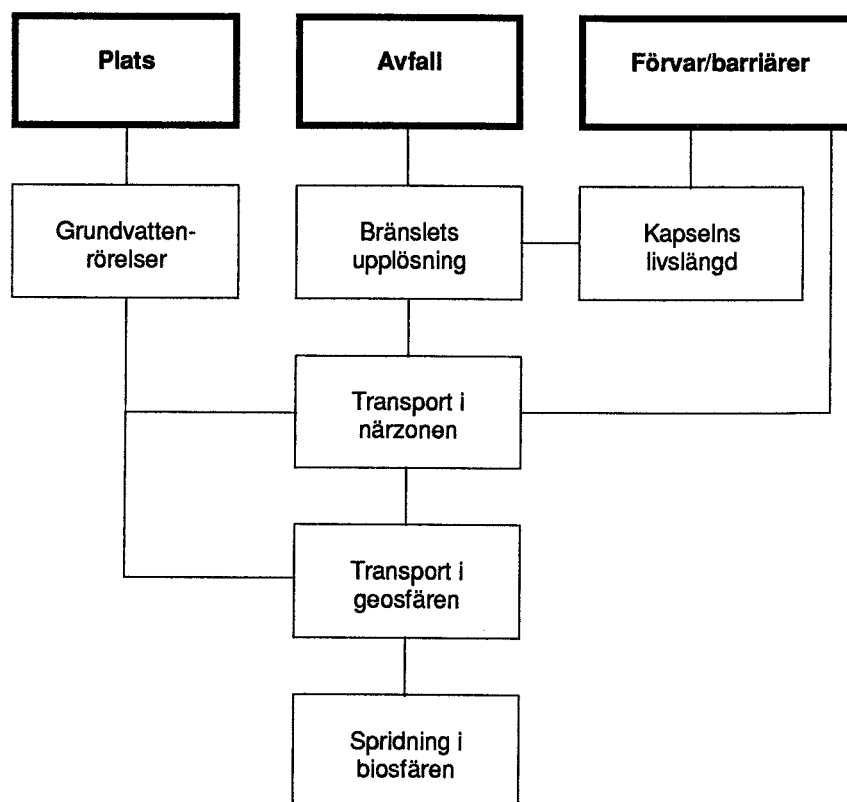 Plats
Avfall
Förvar/barriärer
Grundvatten-
rörelser
Bränslets
upplösning
Kapselns
livslängd
Transport i
närzonen
Transport i
geosfären
Spridning i
biosfären